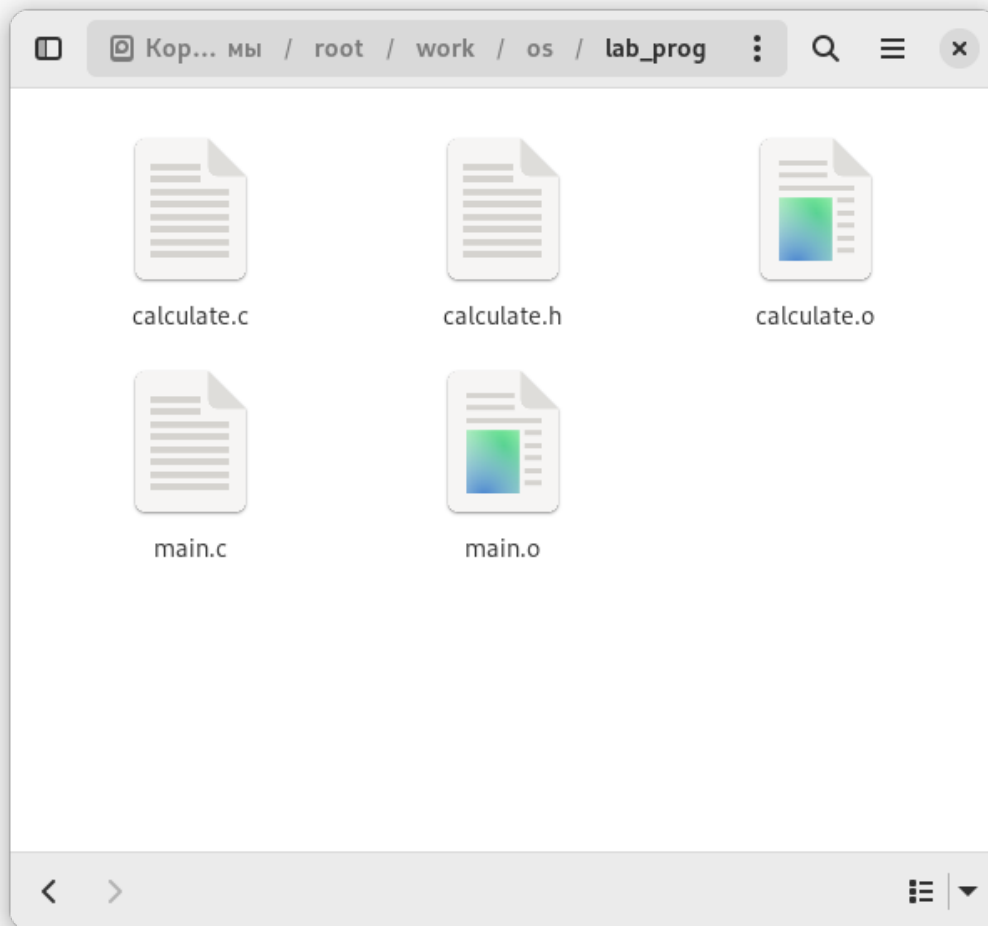 Кор... мы / root / work / os / lab_prog
calculate.c calculate.h calculate.o
main.c main.o